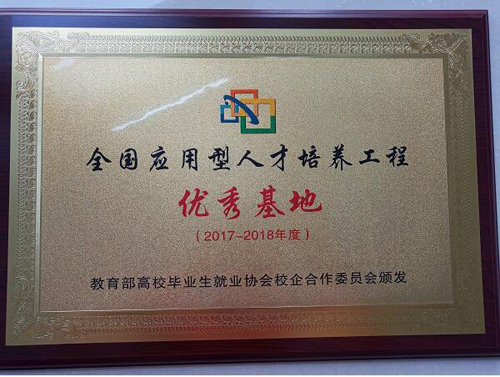 全国应用型人才培养工程
优秀基地
（2017-2018年度）
教育部高校毕业生就业协会校企合作委员会颁发